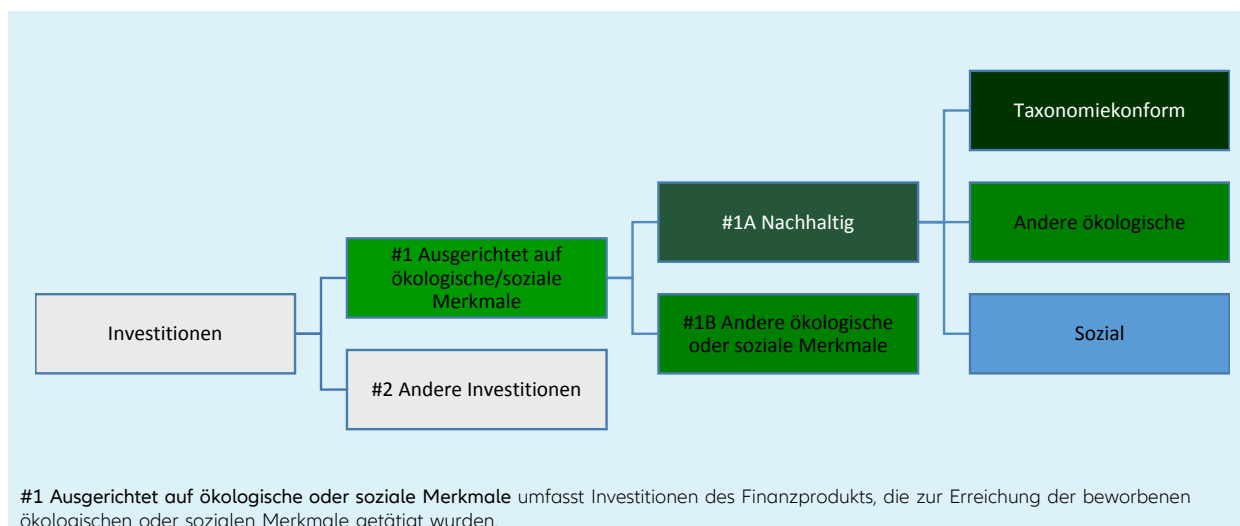 Taxonomiekonform
#1A Nachhaltig
Andere ökologische
#1 Ausgerichtet auf
ökologische/soziale
Merkmale
Investitionen
#1B Andere ökologische
oder soziale Merkmale
Sozial
#2 Andere Investitionen
#1 Ausgerichtet auf ökologische oder soziale Merkmale umfasst Investitionen des Finanzprodukts, die zur Erreichung der beworbenen
ökologischen oder sozialen Merkmale getätigt wurden.